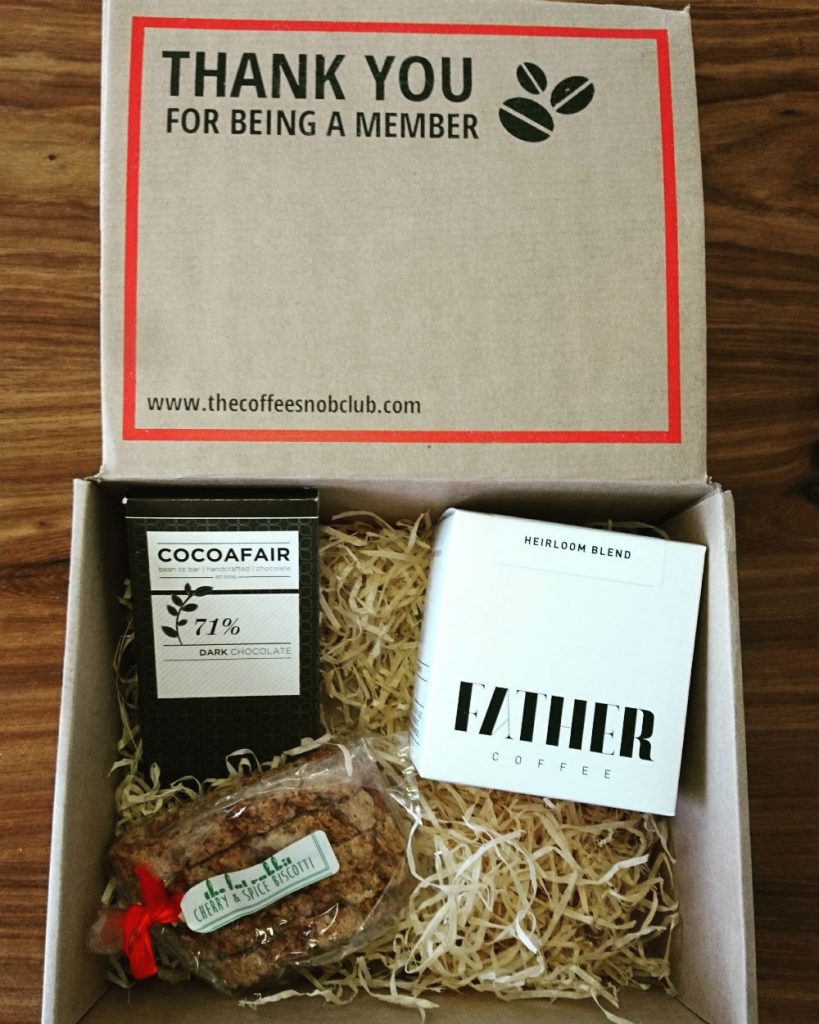 THANK YOU
FOR BEING A MEMBER
www.thecoffeesnobclub.com
COCOAFAIR
bean to bar | handcrafted | chocolate
71%
DARK CHOCOLATE
HEIRLOOM BLEND
FATHER
COFFEE
CHERRY & SPICE BISCOTTI